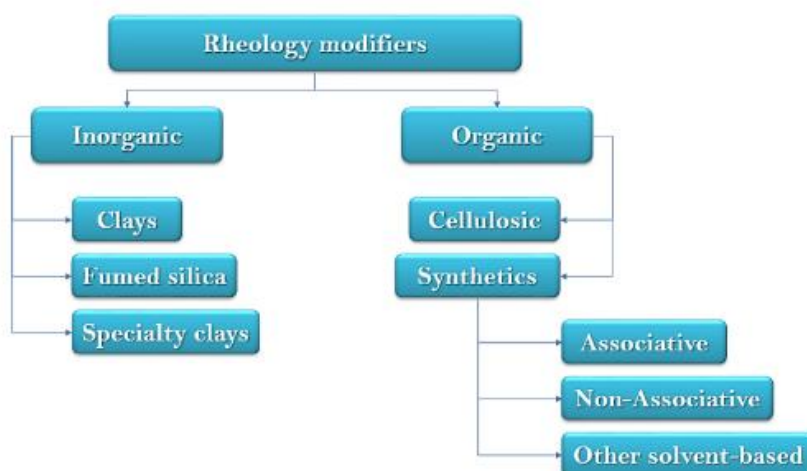 Rheology modifiers
Inorganic
Organic
Clays
Cellulosic
Fumed silica
Synthetics
Specialty clays
Associative
Non-Associative
Other solvent-based